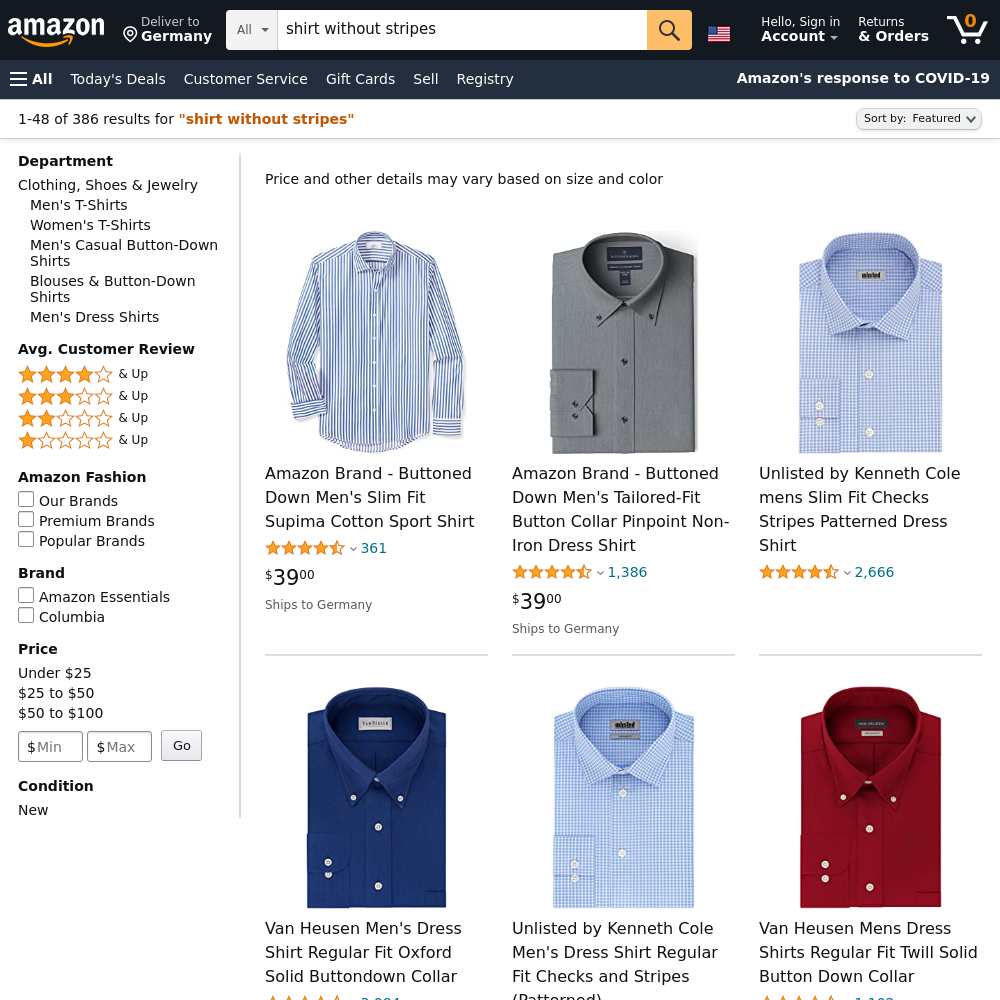 amazon
Deliver to
Germany
All
shirt without stripes
Hello, Sign in
Account
Returns
& Orders
0
All
Today's Deals
Customer Service
Gift Cards
Sell
Registry
Amazon's response to COVID-19
1-48 of 386 results for "shirt without stripes"
Sort by: Featured
Department
Clothing, Shoes & Jewelry
Men's T-Shirts
Women's T-Shirts
Men's Casual Button-Down
Shirts
Blouses & Button-Down
Shirts
Men's Dress Shirts
Avg. Customer Review
& Up
& Up
& Up
& Up
Amazon Fashion
Our Brands
Premium Brands
Popular Brands
Brand
Amazon Essentials
Columbia
Price
Under $25
$25 to $50
$50 to $100
$Min
$Max
Go
Condition
New
Price and other details may vary based on size and color
unlisted
Amazon Brand - Buttoned
Down Men's Slim Fit
Supima Cotton Sport Shirt
361
$3900
Ships to Germany
Amazon Brand - Buttoned
Down Men's Tailored-Fit
Button Collar Pinpoint Non-
Iron Dress Shirt
1,386
$3900
Ships to Germany
Unlisted by Kenneth Cole
mens Slim Fit Checks
Stripes Patterned Dress
Shirt
2,666
VAN HEUSEN
unlisted
VAN HEUSEN
Van Heusen Men's Dress
Shirt Regular Fit Oxford
Solid Buttondown Collar
Unlisted by Kenneth Cole
Men's Dress Shirt Regular
Fit Checks and Stripes
(Patterned)
Van Heusen Mens Dress
Shirts Regular Fit Twill Solid
Button Down Collar